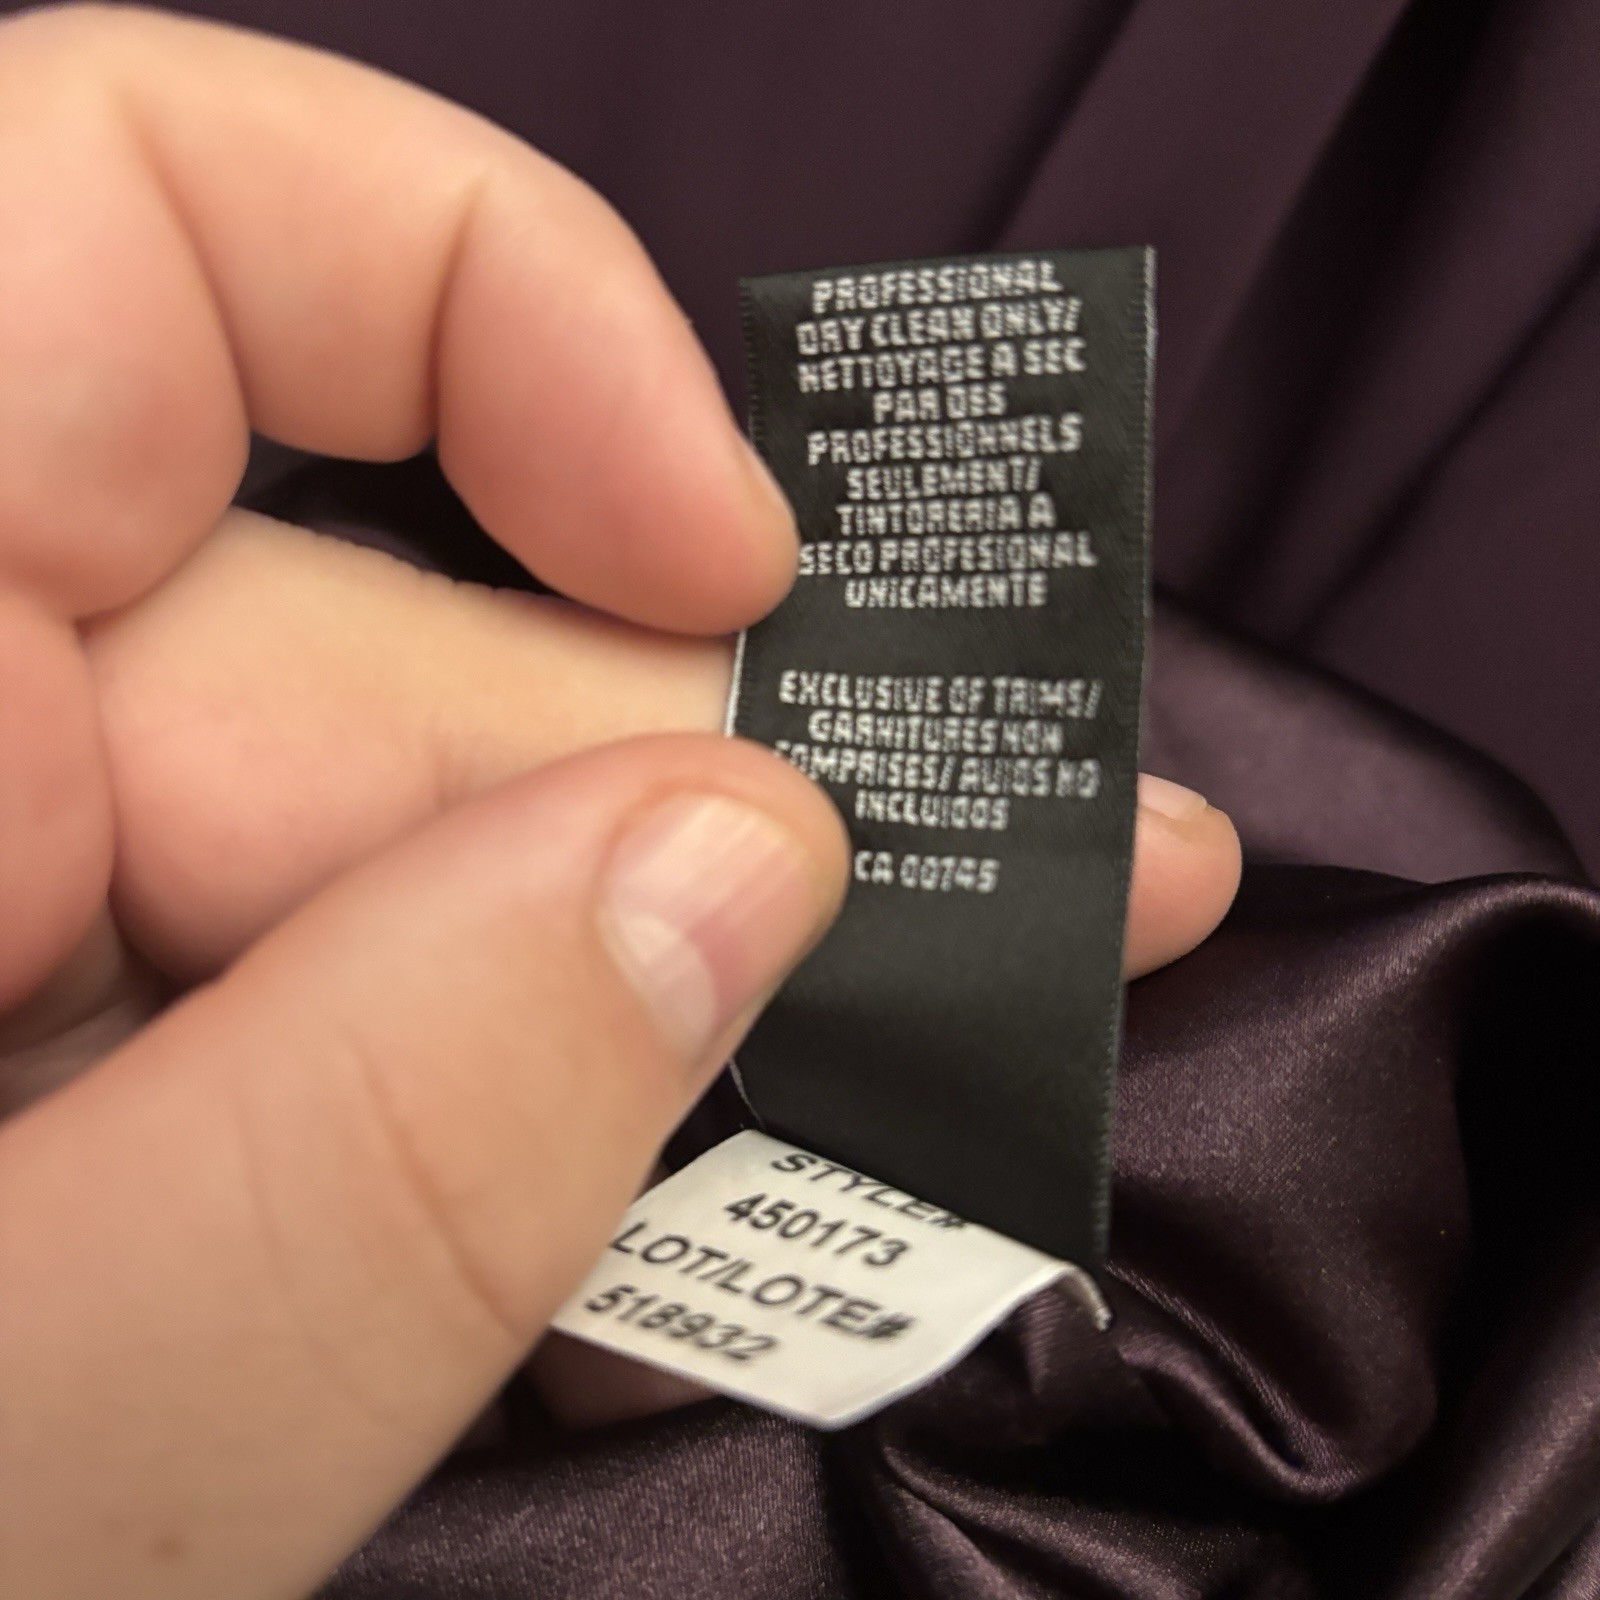 PROFESSIONAL
DRY CLEAN ONLY/
NETTOYAGE A SEC
PAR DES
PROFESSIONNELS
SEULEMENT/
TINTORERIA A
SECO PROFESIONAL
UNICAMENTE
EXCLUSIVE OF TRIMS/
GARNITURES NON
COMPRISES/ AVIOS NO
INCLUIDOS
CA 00745
STYLE#
450173
LOT/LOTE#
518932